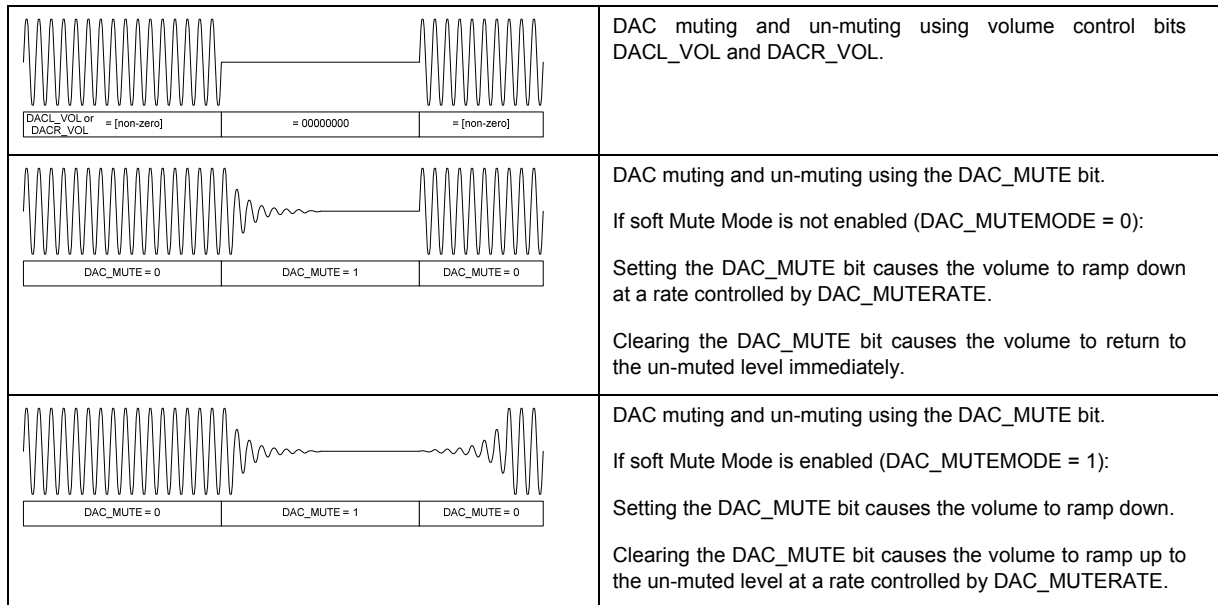 DACL_VOL or
DACR_VOL
= [non-zero]
= 00000000
= [non-zero]
DAC muting and un-muting using volume control bits
DACL_VOL and DACR_VOL.
DAC_MUTE = 0
DAC_MUTE = 1
DAC_MUTE = 0
DAC muting and un-muting using the DAC_MUTE bit.
If soft Mute Mode is not enabled (DAC_MUTEMODE = 0):
Setting the DAC_MUTE bit causes the volume to ramp down
at a rate controlled by DAC_MUTERATE.
Clearing the DAC_MUTE bit causes the volume to return to
the un-muted level immediately.
DAC_MUTE = 0
DAC_MUTE = 1
DAC_MUTE = 0
DAC muting and un-muting using the DAC_MUTE bit.
If soft Mute Mode is enabled (DAC_MUTEMODE = 1):
Setting the DAC_MUTE bit causes the volume to ramp down.
Clearing the DAC_MUTE bit causes the volume to ramp up to
the un-muted level at a rate controlled by DAC_MUTERATE.